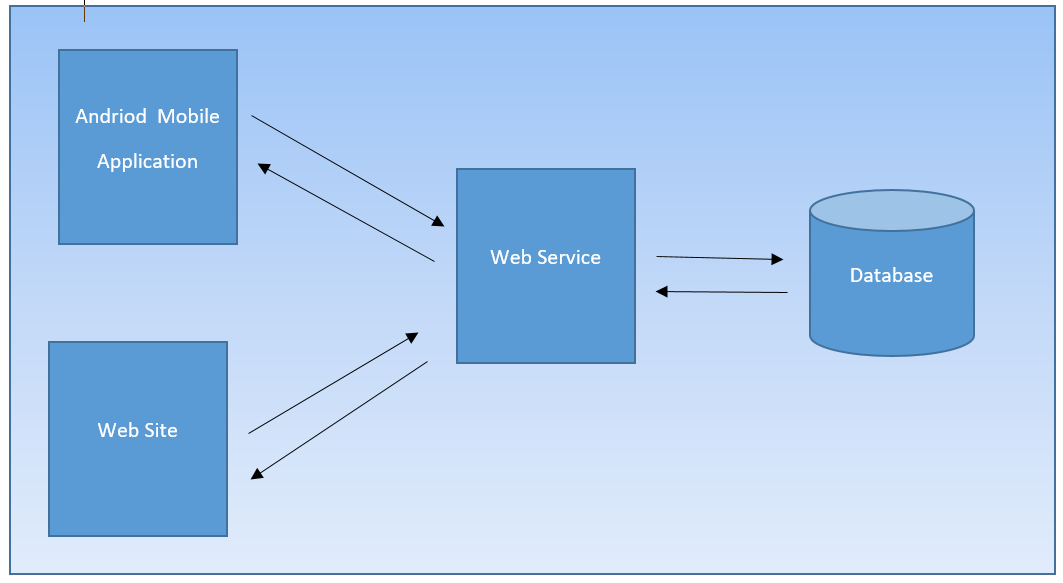 Andriod Mobile
Application
Web Service
Database
Web Site